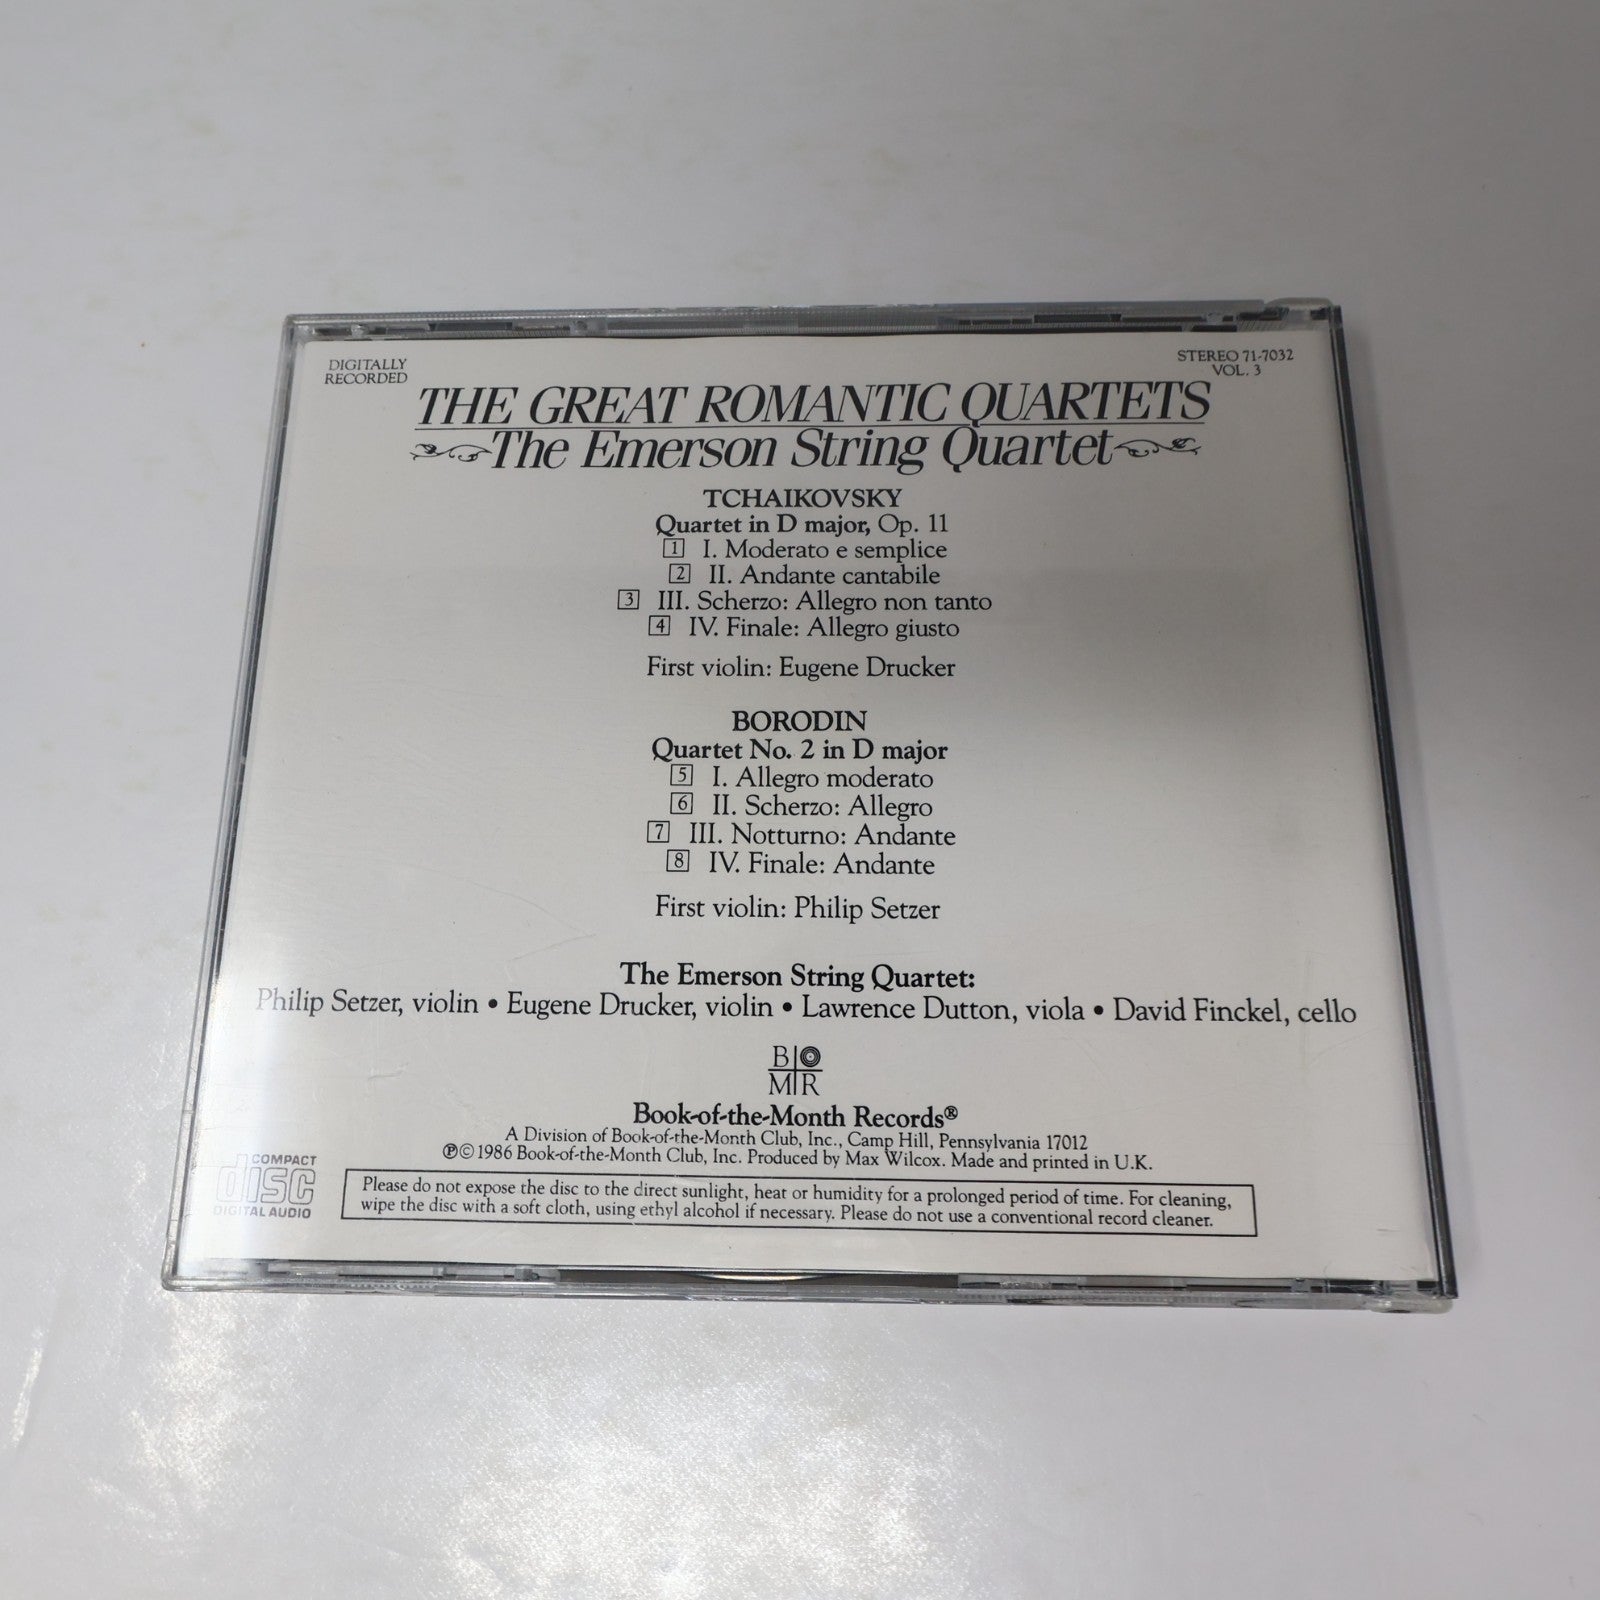 DIGITALLY
RECORDED
STEREO 71-7032
VOL. 3
THE GREAT ROMANTIC QUARTETS
The Emerson String Quartet
TCHAIKOVSKY
Quartet in D major, Op. 11
1 I. Moderato e semplice
2 II. Andante cantabile
3 III. Scherzo: Allegro non tanto
4 IV. Finale: Allegro giusto
First violin: Eugene Drucker
BORODIN
Quartet No. 2 in D major
5 I. Allegro moderato
6 II. Scherzo: Allegro
7 III. Notturno: Andante
8 IV. Finale: Andante
First violin: Philip Setzer
The Emerson String Quartet:
Philip Setzer, violin • Eugene Drucker, violin • Lawrence Dutton, viola • David Finckel, cello
B O
M R
Book-of-the-Month Records®
A Division of Book-of-the-Month Club, Inc., Camp Hill, Pennsylvania 17012
℗©1986 Book-of-the-Month Club, Inc. Produced by Max Wilcox. Made and printed in U.K.
COMPACT
disc
DIGITAL AUDIO
Please do not expose the disc to the direct sunlight, heat or humidity for a prolonged period of time. For cleaning,
wipe the disc with a soft cloth, using ethyl alcohol if necessary. Please do not use a conventional record cleaner.